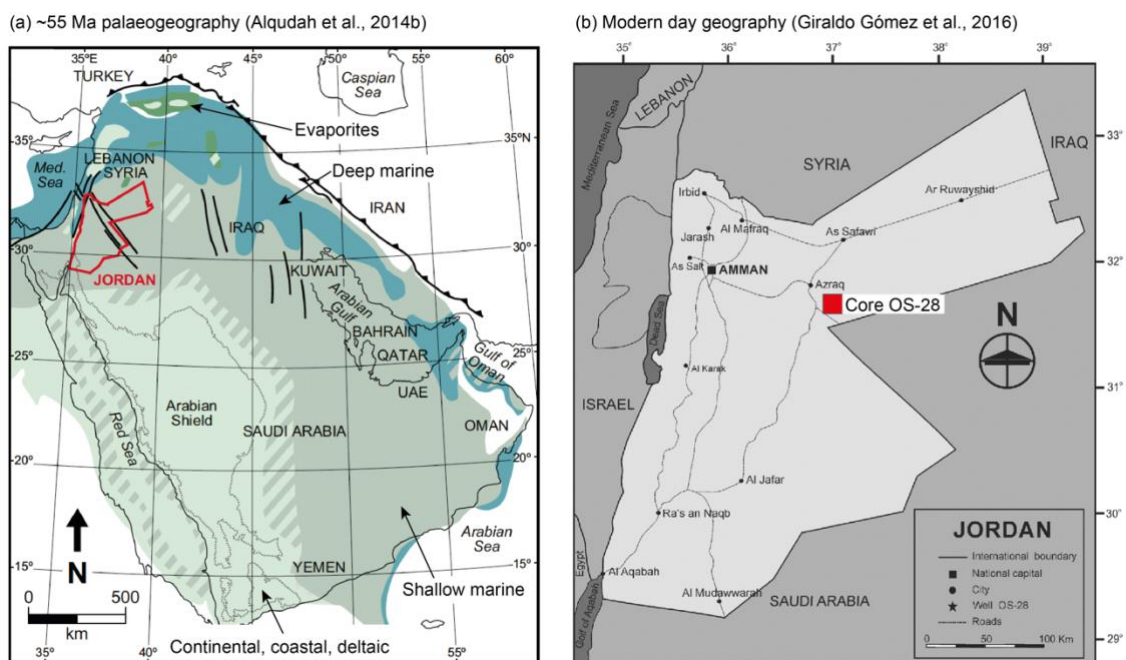 (a) ~55 Ma palaeogeography (Alqudah et al., 2014b)
35°E
40°
45°
50°
55°
60°
TURKEY
Caspian
Sea
Evaporites
35°
35°N
LEBANON
SYRIA
Med.
Sea
Deep marine
IRAN
IRAQ
30°
30°
JORDAN
KUWAIT
Arabian
Gulf
BAHRAIN
QATAR
Gulf of
Oman
25°
25°
UAE
Arabian
Shield
SAUDI ARABIA
OMAN
Red Sea
20°
20°
Arabian
Sea
N
YEMEN
15°
15°
Shallow marine
0
500
km
Continental, coastal, deltaic
35°
40°
55°
(b) Modern day geography (Giraldo Gómez et al., 2016)
35°
36°
37°
38°
39°
Mediterranean Sea
LEBANON
33°
IRAQ
SYRIA
Irbid
Ar Ruwayshid
Al Mafraq
Jarash
As Safawi
As Salt
AMMAN
32°
Azraq
Core OS-28
Dead Sea
N
Al Karak
31°
ISRAEL
Al Jafar
Ra's an Naqb
30°
JORDAN
International boundary
National capital
City
Well OS-28
Roads
0
50
100 Km
Egypt
Al Aqabah
Al Mudawwarah
Gulf of Aqabah
SAUDI ARABIA
29°